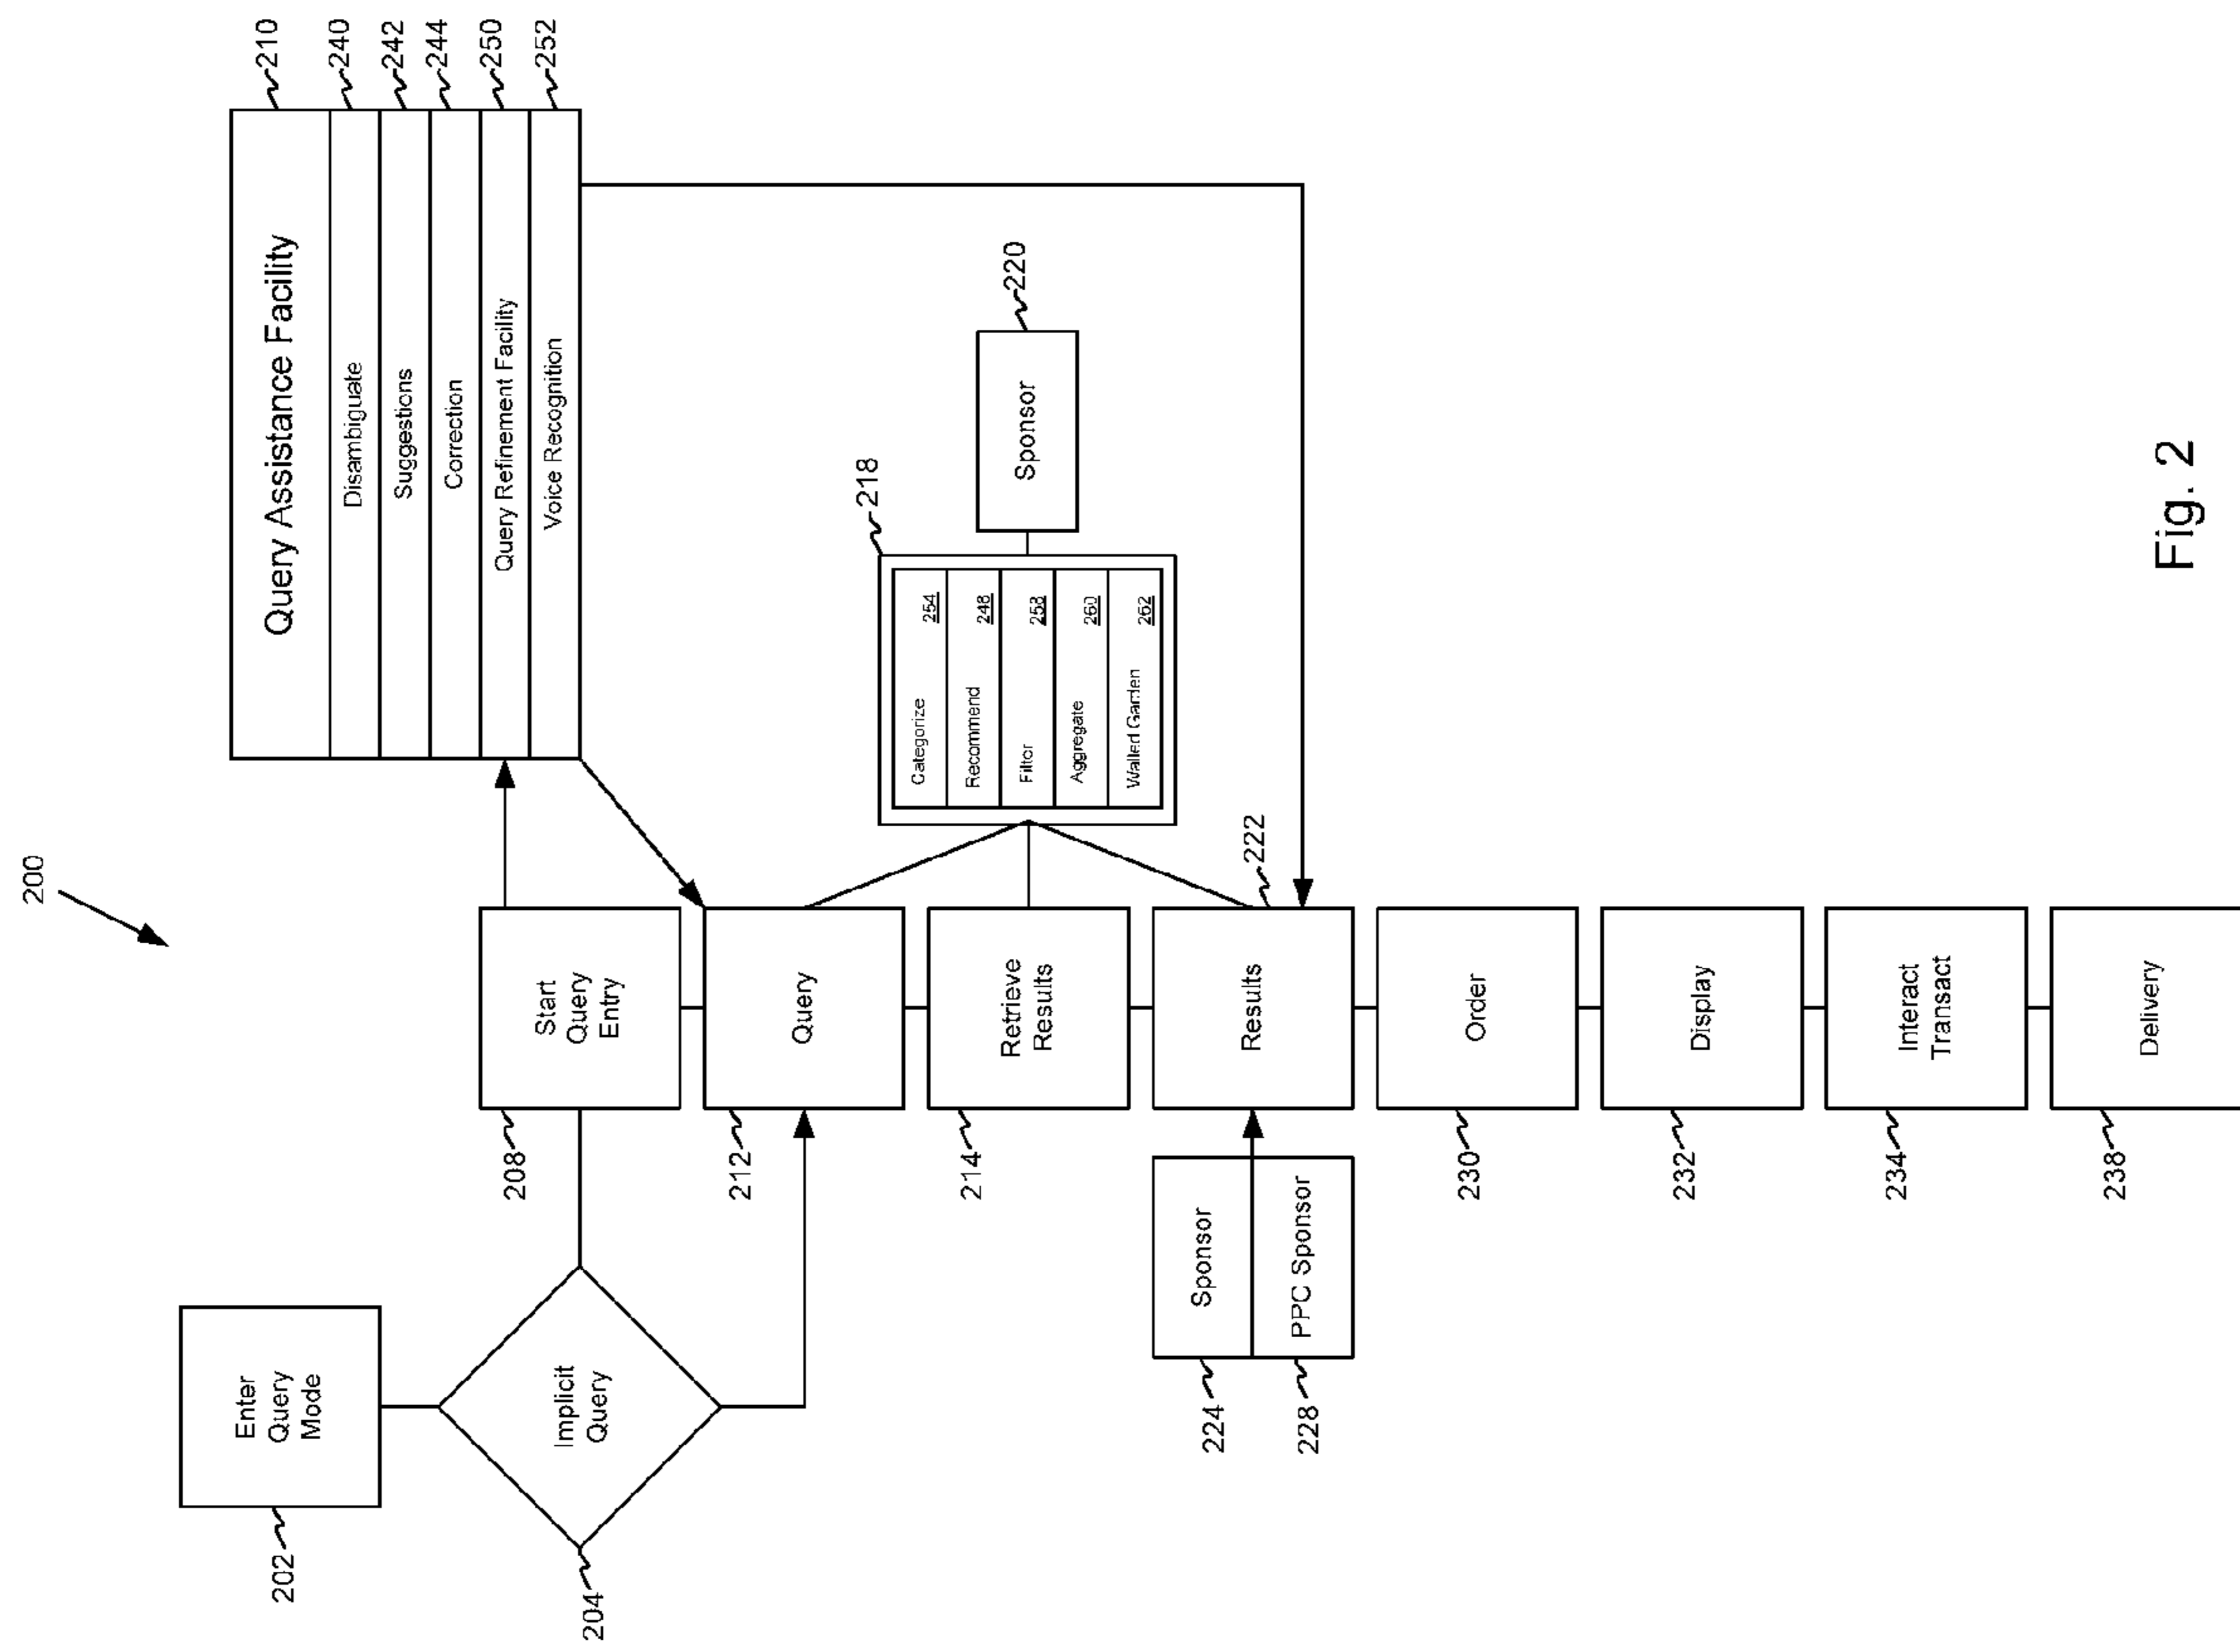 200
202
Enter
Query
Mode
Query Assistance Facility
210
Disambiguate
240
Suggestions
242
Correction
244
Query Refinement Facility
250
Voice Recognition
252
204
Implicit
Query
208
Start
Query
Entry
212
Query
214
Retrieve
Results
218
Categorize 254
Recommend 248
Filter 258
Aggregate 260
Walled Garden 262
Sponsor
220
224
Sponsor
228
PPC Sponsor
Results
222
230
Order
232
Display
234
Interact
Transact
238
Delivery
Fig. 2